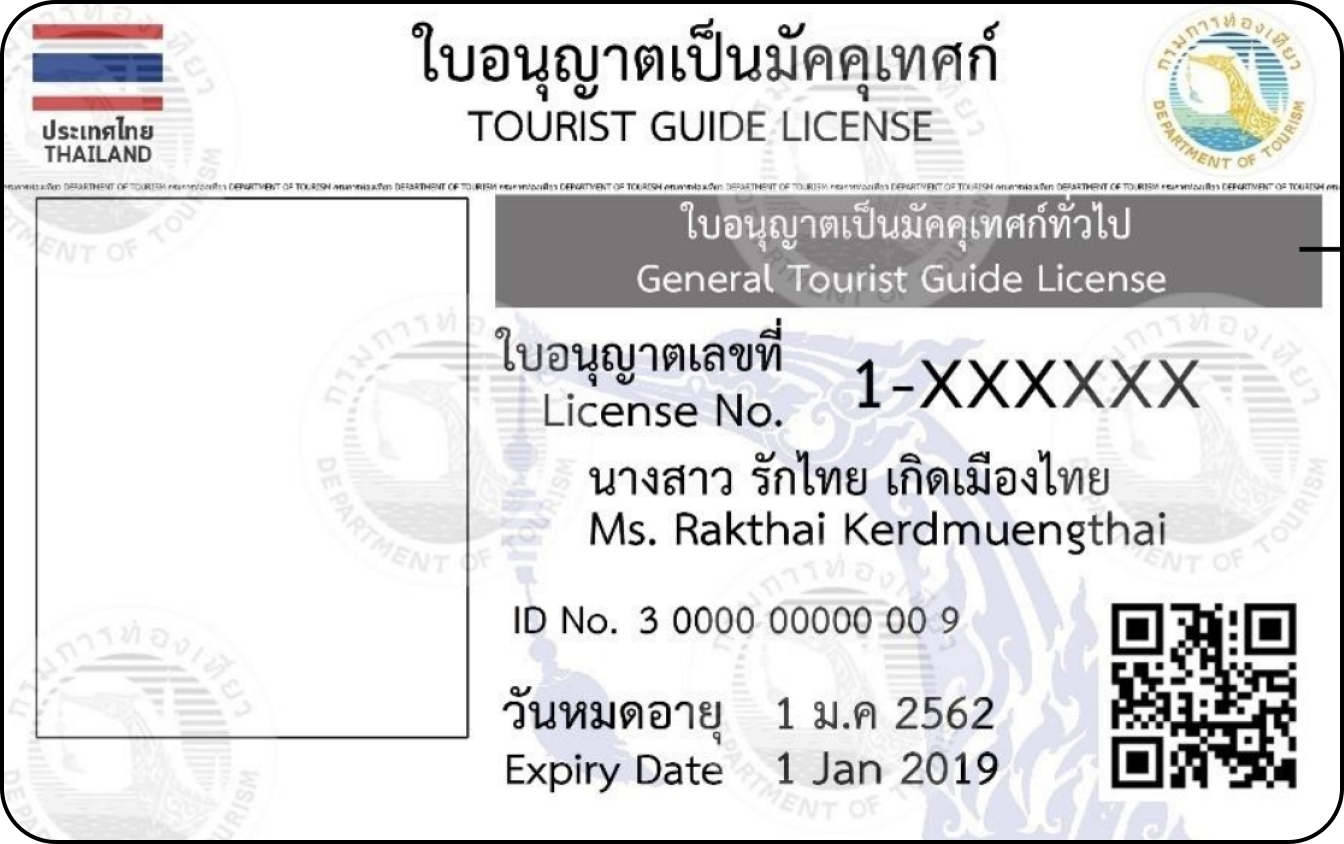 ประเทศไทย
THAILAND
ใบอนุญาตเป็นมัคคุเทศก์
TOURIST GUIDE LICENSE
กรมการท่องเที่ยว
DEPARTMENT OF TOURISM
กรมการท่องเที่ยว DEPARTMENT OF TOURISM กรมการท่องเที่ยว DEPARTMENT OF TOURISM กรมการท่องเที่ยว DEPARTMENT OF TOURISM กรมการท่องเที่ยว DEPARTMENT OF TOURISM กรมการท่องเที่ยว DEPARTMENT OF TOURISM กรมการท่องเที่ยว DEPARTMENT OF TOURISM กรมการท่องเที่ยว DEPARTMENT OF TOURISM กรมการท่องเที่ยว DEPARTMENT OF TOURISM
ใบอนุญาตเป็นมัคคุเทศก์ทั่วไป
General Tourist Guide License
ใบอนุญาตเลขที่
License No.
1-XXXXXX
นางสาว รักไทย เกิดเมืองไทย
Ms. Rakthai Kerdmuengthai
ID No. 3 0000 00000 00 9
วันหมดอายุ 1 ม.ค 2562
Expiry Date 1 Jan 2019